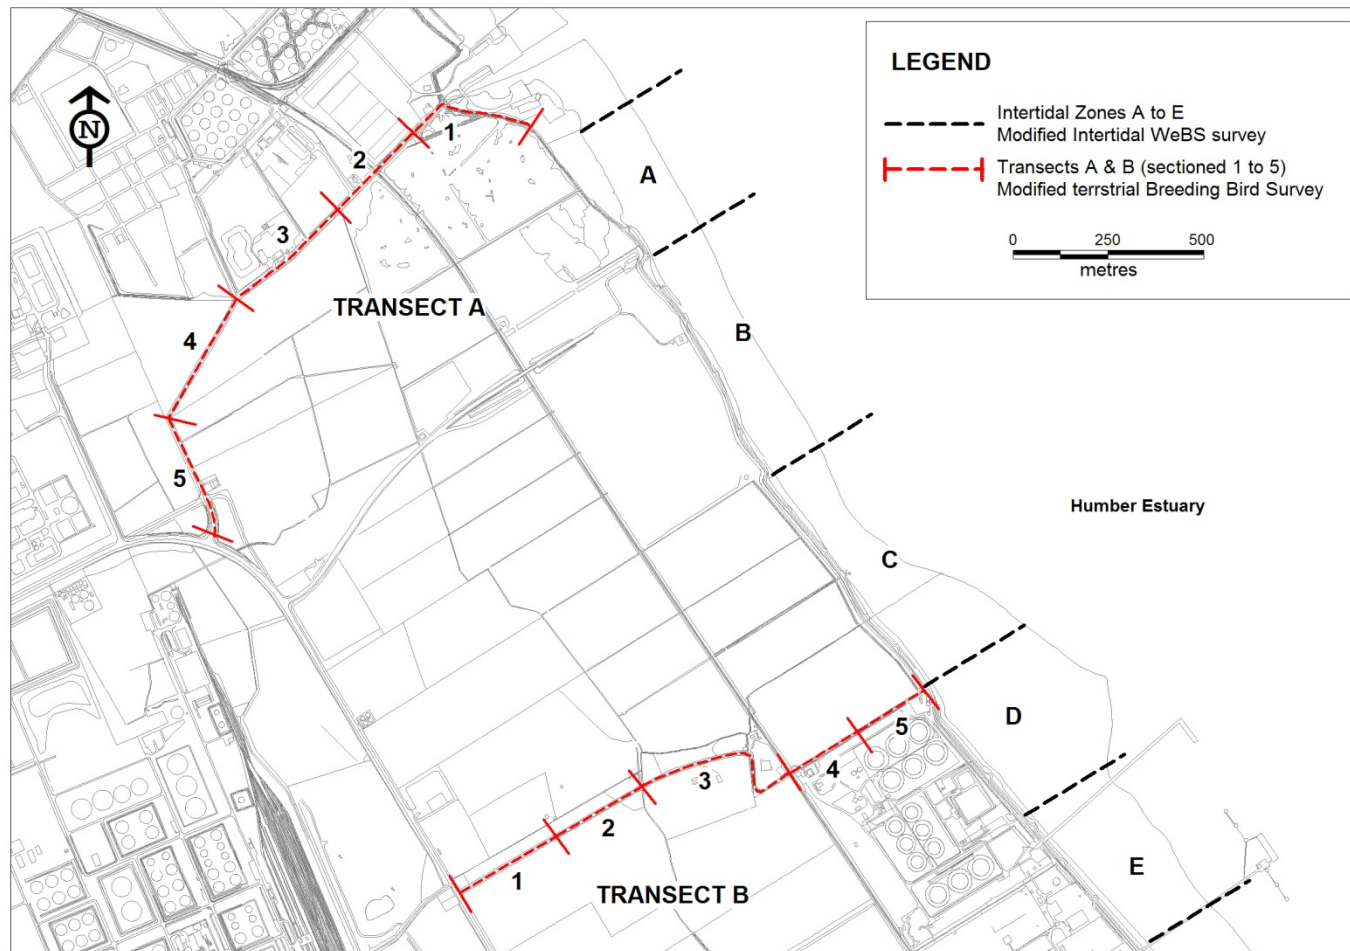 LEGEND
Intertidal Zones A to E
Modified Intertidal WeBS survey
Transects A & B (sectioned 1 to 5)
Modified terrstrial Breeding Bird Survey
0 250 500
metres
N
1
2
A
3
TRANSECT A
4
B
5
Humber Estuary
C
D
5
4
3
2
E
1
TRANSECT B